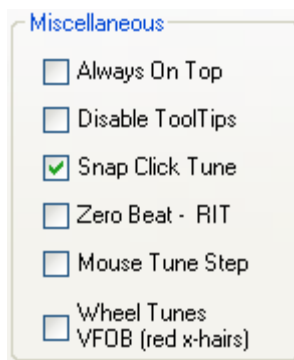 Miscellaneous
Always On Top
Disable ToolTips
Snap Click Tune
Zero Beat -  RIT
Mouse Tune Step
Wheel Tunes
VFOB (red x-hairs)